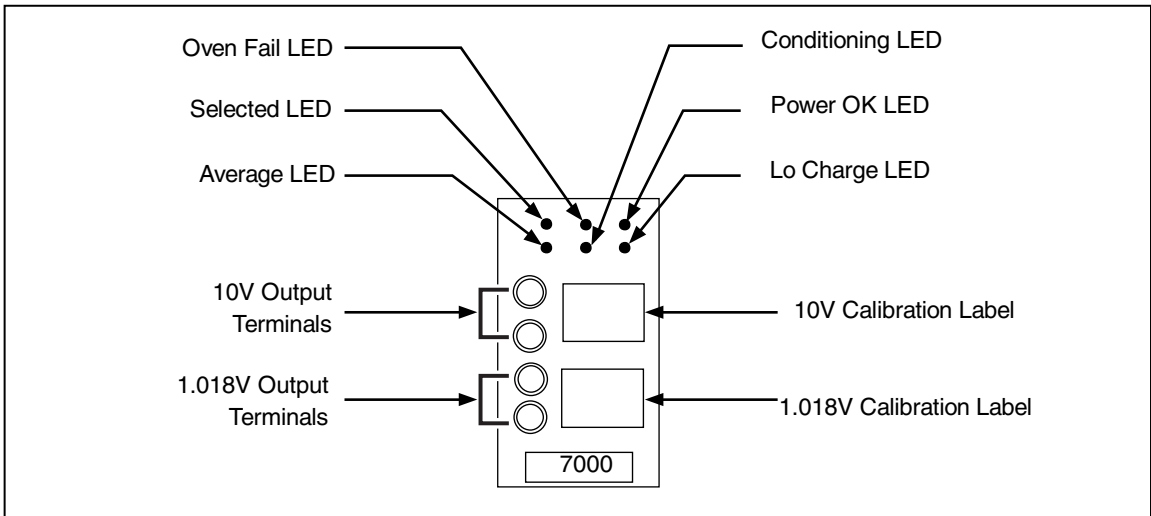 Oven Fail LED
Conditioning LED
Selected LED
Power OK LED
Average LED
Lo Charge LED
10V Output
Terminals
10V Calibration Label
1.018V Output
Terminals
1.018V Calibration Label
7000